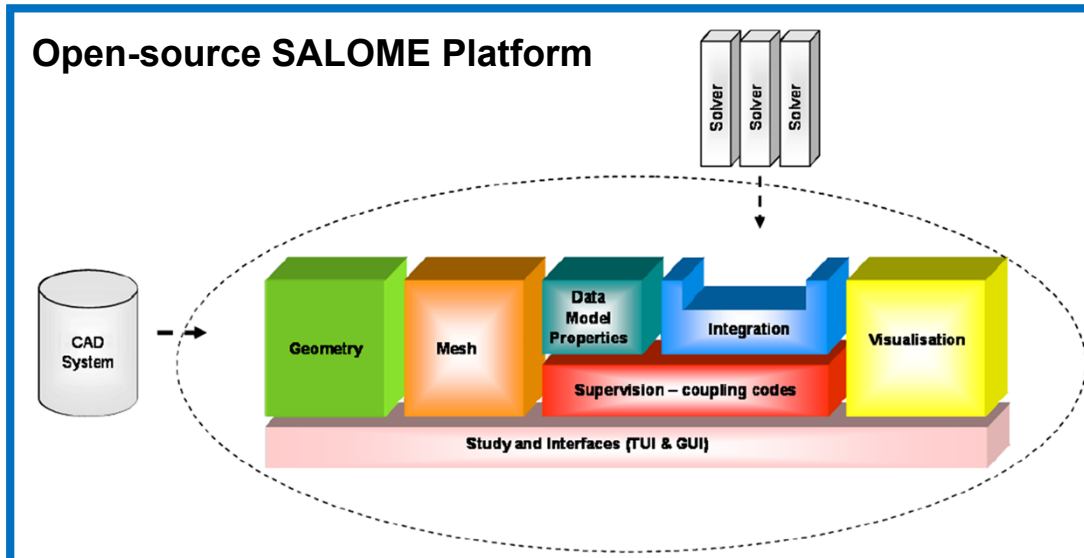 Open-source SALOME Platform
Solver
Solver
Solver
CAD
System
Geometry
Mesh
Data
Model
Properties
Integration
Visualisation
Supervision – coupling codes
Study and Interfaces (TUI & GUI)